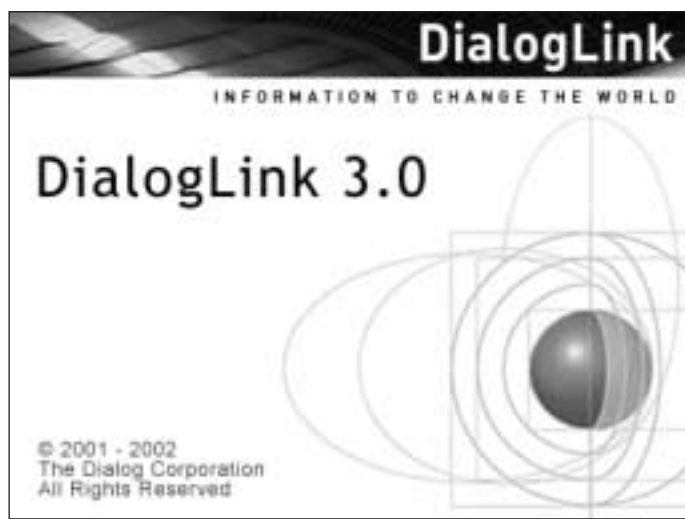 DialogLink
INFORMATION TO CHANGE THE WORLD
DialogLink 3.0
© 2001 - 2002
The Dialog Corporation
All Rights Reserved